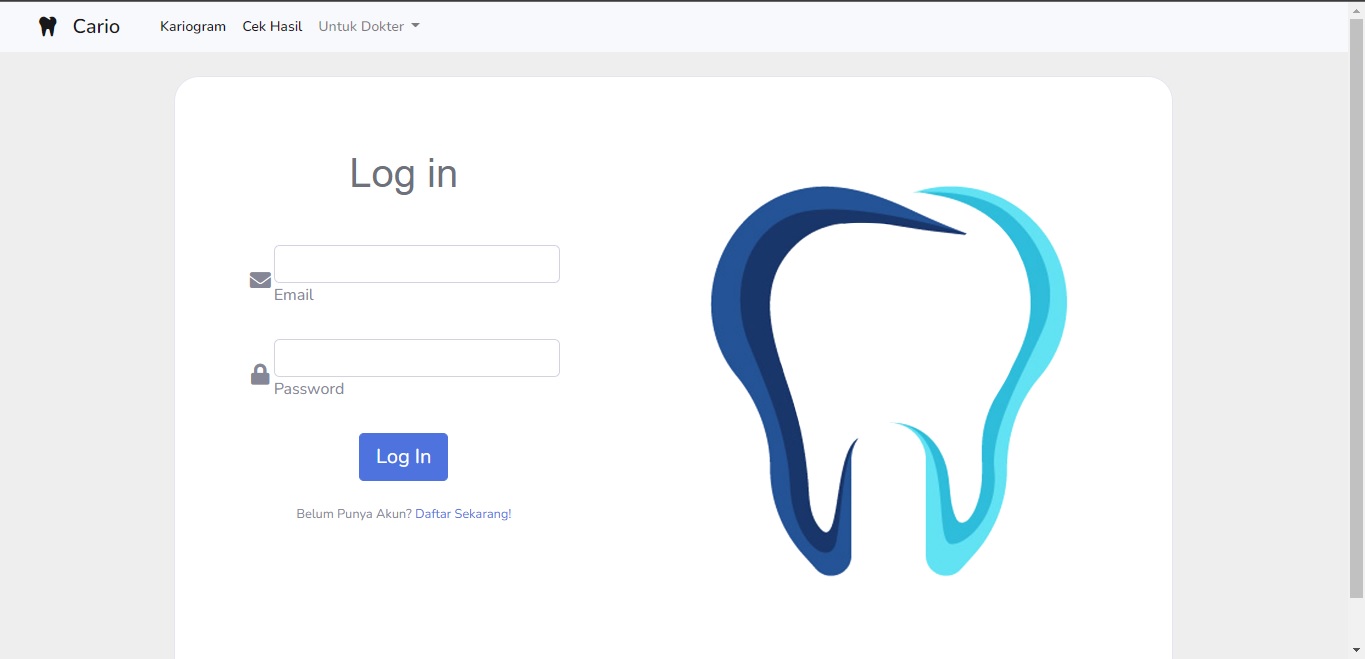 Cario Kariogram Cek Hasil Untuk Dokter
Log in
Email
Password
Log In
Belum Punya Akun? Daftar Sekarang!